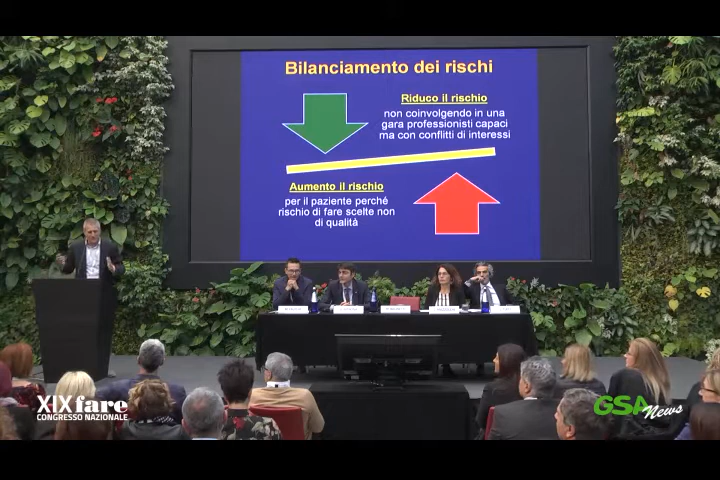 Bilanciamento dei rischi
Riduco il rischio
non coinvolgendo in una
gara professionisti capaci
ma con conflitti di interessi
Aumento il rischio
per il paziente perché
rischio di fare scelte non
di qualità
XIX fare
CONGRESSO NAZIONALE
GSA News